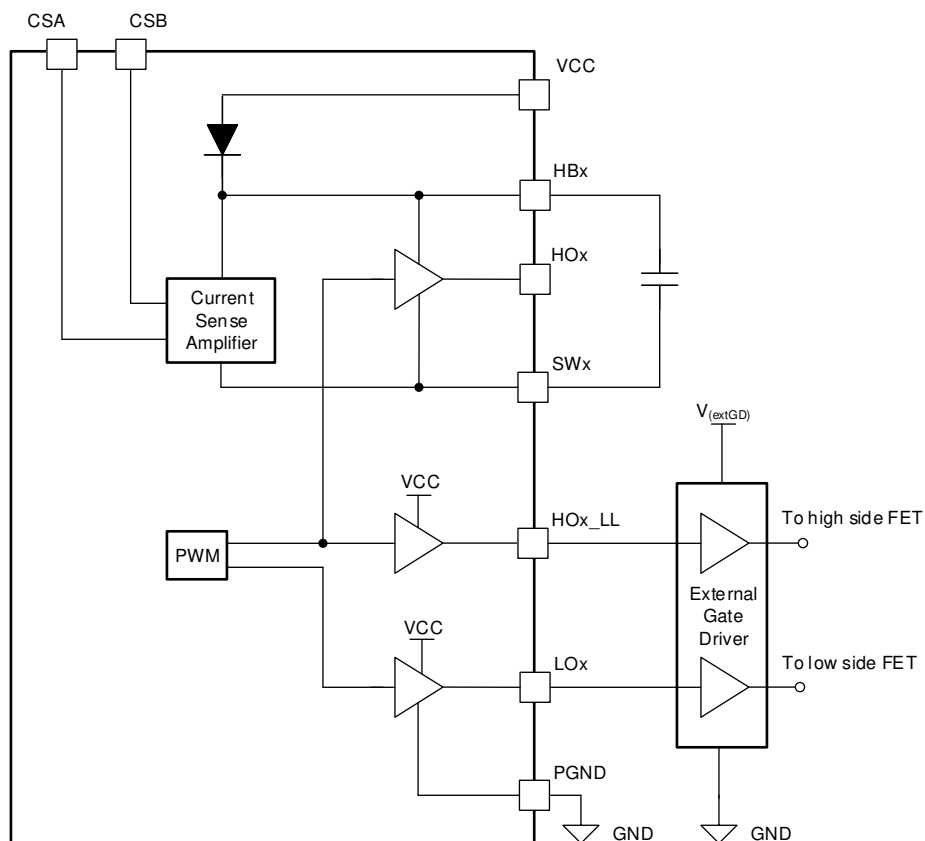 CSA
CSB
VCC
HBx
HOx
Current
Sense
Amplifier
SWx
V(extGD)
VCC
HOx_LL
To high side FET
PWM
External
Gate
Driver
VCC
LOx
To low side FET
PGND
GND
GND